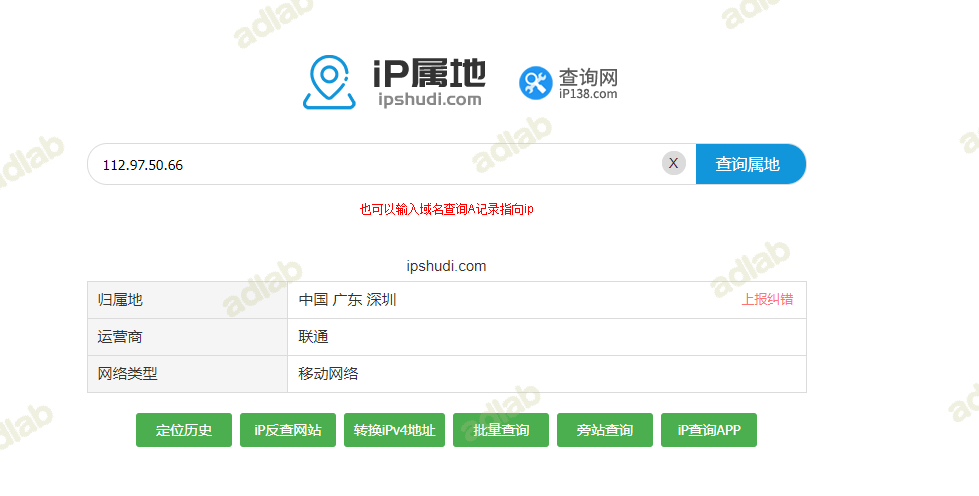 adlab
adlab
iP属地
ipshudi.com
查询网
iP138.com
adlab
adlab
adlab
112.97.50.66
X
查询属地
也可以输入域名查询A记录指向ip
ipshudi.com
adlab
adlab
归属地
中国 广东 深圳
上报纠错
运营商
联通
网络类型
移动网络
adlab
adlab
adlab
定位历史
iP反查网站
转换iPv4地址
批量查询
旁站查询
iP查询APP